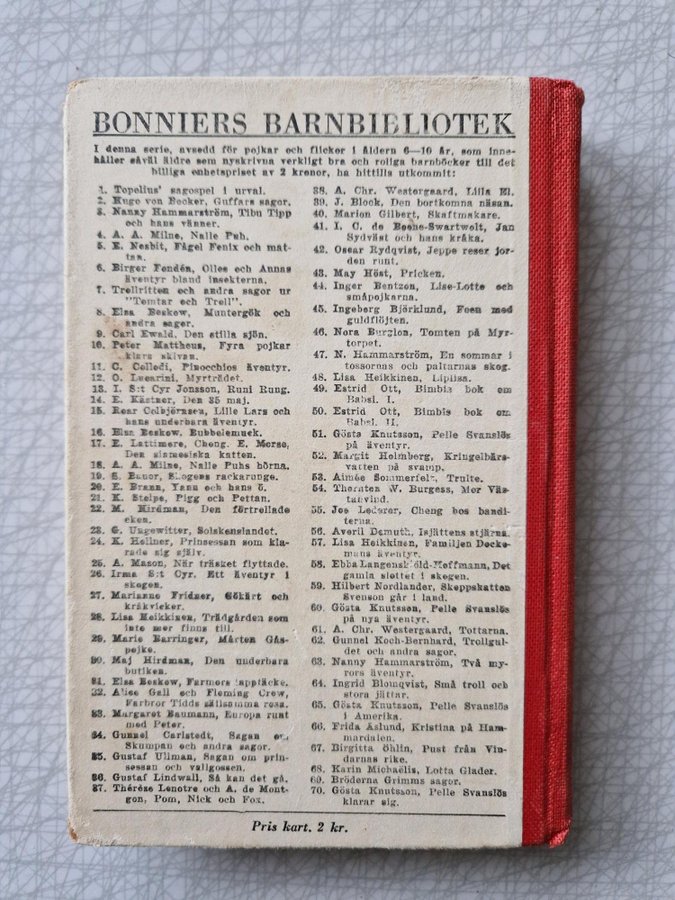 BONNIERS BARNBIBLIOTEK
I denna serie, avsedd för pojkar och flickor i åldern 6—10 år, som inne-
håller såväl äldre som nyskrivna verkligt bra och roliga barnböcker till det
billiga enhetspriset av 2 kronor, ha hittills utkommit:
1. Topelius' sagospel i urval.
2. Hugo von Becker, Guffars sagor.
3. Nanny Hammarström, Tibu Tipp
och hans vänner.
4. A. A. Milne, Nalle Puh.
5. E. Nesbit, Fågel Fenix och mat-
tan.
6. Birger Fendén, Olles och Annas
äventyr bland insekterna.
7. Trollritten och andra sagor ur
"Tomtar och Troll".
8. Elsa Beskow, Muntergök och
andra sagor.
9. Carl Ewald, Den stilla sjön.
10. Peter Mattheus, Fyra pojkar
klara skivan.
11. C. Collodi, Pinocchios äventyr.
12. O. Lucarini, Myrträdet.
13. I. S:t Cyr Jonsson, Runi Rung.
14. E. Kästner, Den 35 maj.
15. Roar Colbjörnsen, Lille Lars och
hans underbara äventyr.
16. Elsa Beskow, Bubbelemuck.
17. E. Lattimore, Cheng. E. Morse,
Den siamesiska katten.
18. A. A. Milne, Nalle Puhs hörna.
19. S. Bauor, Skogens rackarunge.
20. E. Brann, Yann och hans ö.
21. K. Stolpe, Pigg och Pettan.
22. M. Hirdman, Den förtrollade
eken.
23. G. Ungewitter, Solskenslandet.
24. K. Hellner, Prinsessan som kla-
rade sig själv.
25. A. Mason, När träsket flyttade.
26. Irma S:t Cyr. Ett äventyr i
skogen.
27. Marianne Fridner, Gökärt och
kråkvicker.
28. Lisa Heikkinen, Trädgården som
inte mer finns till.
29. Marie Barringer, Mårten Gås-
pojke.
30. Maj Hirdman, Den underbara
butiken.
31. Elsa Beskow, Farmors lapptäcke.
32. Alice Gall och Fleming Crew,
Farbror Tidds sällsamma resa.
33. Margaret Baumann, Europa runt
med Peter.
34. Gunnel Carlstedt, Sagan om
Skumpan och andra sagor.
35. Gustaf Ullman, Sagan om prin-
sessan och vallgossen.
36. Gustaf Lindwall, Så kan det gå.
37. Thérèse Lenotre och A. de Mont-
gon, Pom, Nick och Fox.
38. A. Chr. Westergaard, Lilla El.
39. J. Block, Den bortkomna näsan.
40. Marion Gilbert, Skaftmakare.
41. I. C. de Boone-Swartwolt, Jan
Sydväst och hans kråka.
42. Oscar Rydqvist, Jeppe reser jor-
den runt.
43. May Höst, Pricken.
44. Inger Bentzon, Lise-Lotte och
småpojkarna.
45. Ingeborg Björklund, Feen med
guldflöjten.
46. Nora Burglon, Tomten på Myr-
torpet.
47. N. Hammarström, En sommar i
tossornas och paltarnas skog.
48. Lisa Heikkinen, Liplisa.
49. Estrid Ott, Bimbis bok om
Babsi. I.
50. Estrid Ott, Bimbis bok om
Babsi. II.
51. Gösta Knutsson, Pelle Svanslös
på äventyr.
52. Margit Holmberg, Kringelbärs-
vatten på svamp.
53. Aimée Sommerfelt, Trulte.
54. Thornton W. Burgess, Mor Väs-
tanvind.
55. Joe Lederer, Cheng bos bandi-
terna.
56. Averil Demuth, Isjättens stjärna.
57. Lisa Heikkinen, Familjen Docke-
mans äventyr.
58. Ebba Langenskiöld-Hoffmann, Det
gamla slottet i skogen.
59. Hilbert Nordlander, Skeppskatten
Svenson går i land.
60. Gösta Knutsson, Pelle Svanslös
på nya äventyr.
61. A. Chr. Westergaard, Tottarna.
62. Gunnel Koch-Bernhard, Trollgul-
det och andra sagor.
63. Nanny Hammarström, Två my-
rors äventyr.
64. Ingrid Blomqvist, Små troll och
stora jättar.
65. Gösta Knutsson, Pelle Svanslös
i Amerika.
66. Frida Åslund, Kristina på Ham-
mardalen.
67. Birgitta Öhlin, Pust från Vin-
darnas rike.
68. Karin Michaëlis, Lotta Glader.
69. Bröderna Grimms sagor.
70. Gösta Knutsson, Pelle Svanslös
klarar sig.
Pris kart. 2 kr.